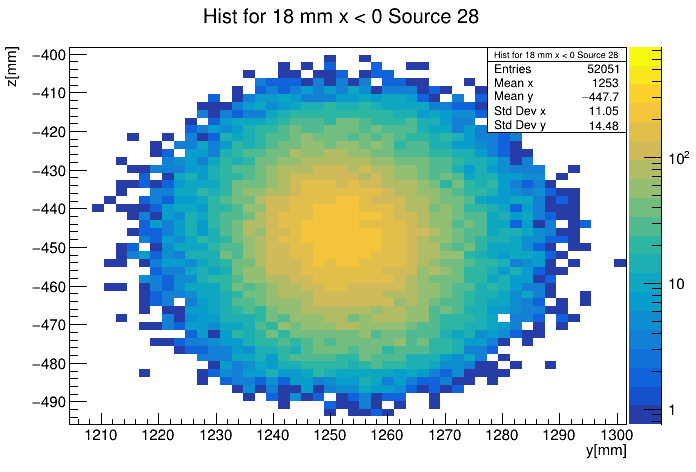 Hist for 18 mm x < 0 Source 28
z[mm]
−400
−410
−420
−430
−440
−450
−460
−470
−480
−490
Hist for 18 mm x < 0 Source 28
Entries 52051
Mean x 1253
Mean y −447.7
Std Dev x 11.05
Std Dev y 14.48
10²
10
1
1210 1220 1230 1240 1250 1260 1270 1280 1290 1300
y[mm]